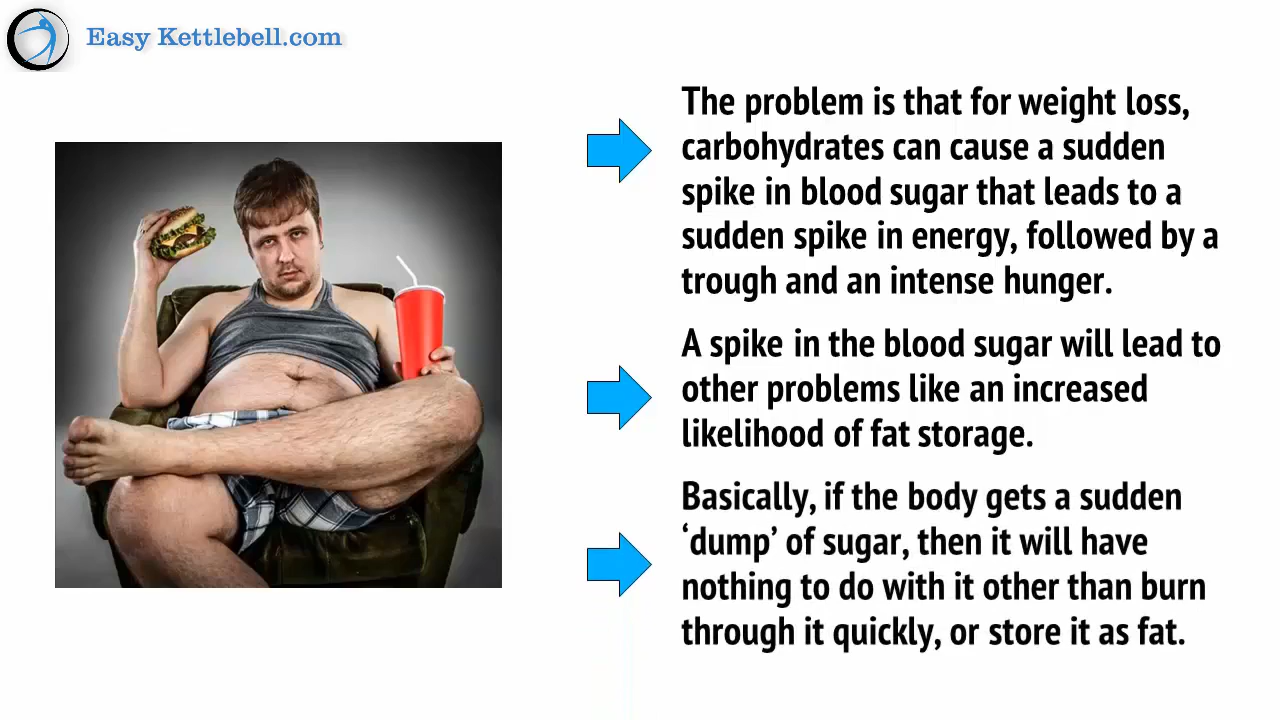 Easy Kettlebell.com
The problem is that for weight loss,
carbohydrates can cause a sudden
spike in blood sugar that leads to a
sudden spike in energy, followed by a
trough and an intense hunger.
A spike in the blood sugar will lead to
other problems like an increased
likelihood of fat storage.
Basically, if the body gets a sudden
‘dump’ of sugar, then it will have
nothing to do with it other than burn
through it quickly, or store it as fat.